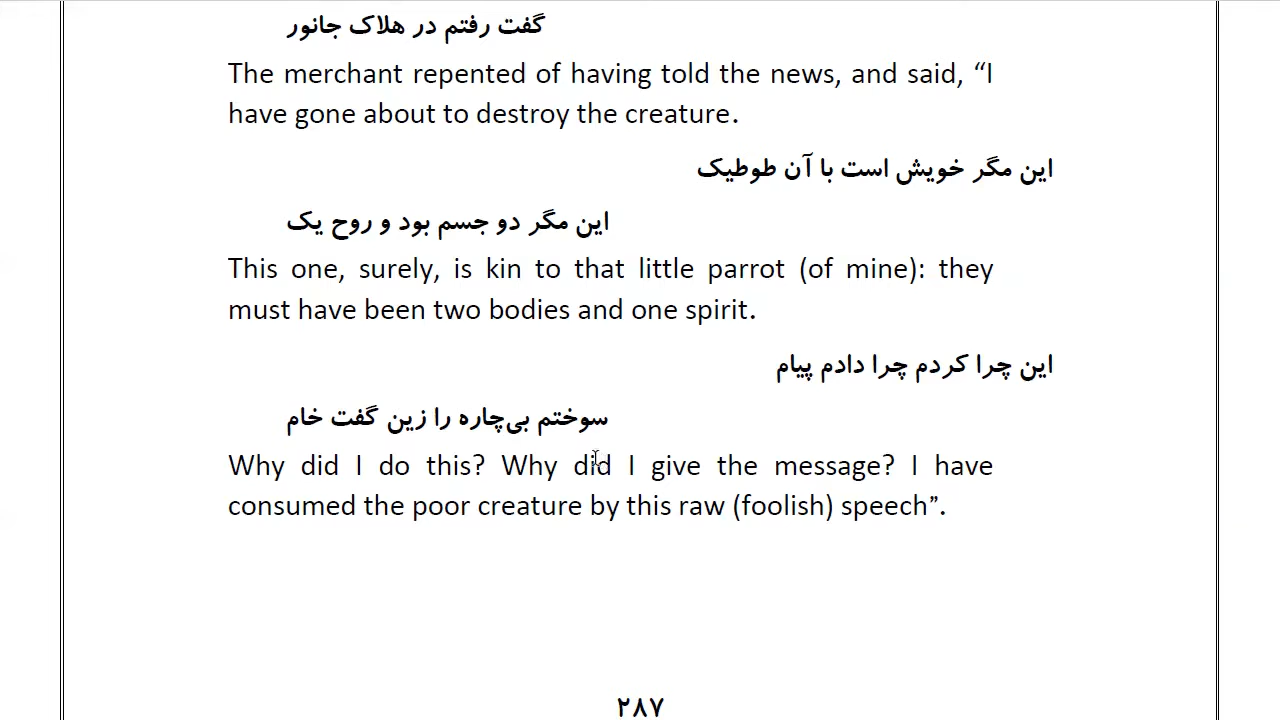 گفت رفتم در هلاک جانور
The merchant repented of having told the news, and said, “I
have gone about to destroy the creature.
این مگر خویش است با آن طوطیک
این مگر دو جسم بود و روح یک
This one, surely, is kin to that little parrot (of mine): they
must have been two bodies and one spirit.
این چرا کردم چرا دادم پیام
سوختم بی‌چاره را زین گفت خام
Why did I do this? Why did I give the message? I have
consumed the poor creature by this raw (foolish) speech”.
۲۸۷